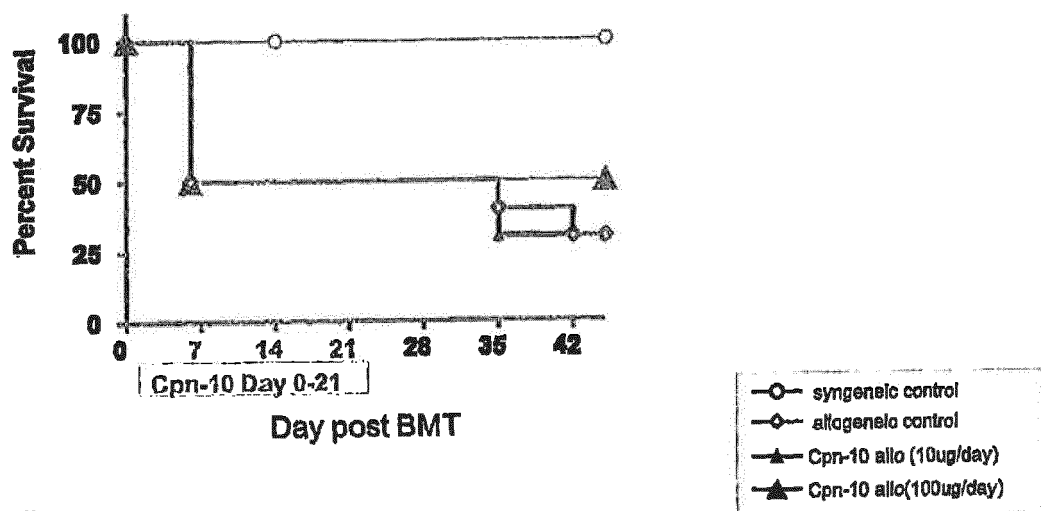 Percent Survival
100
75
50
25
0
0 7 14 21 28 35 42
Cpn-10 Day 0-21
Day post BMT
syngeneic control
allogeneic control
Cpn-10 allo (10ug/day)
Cpn-10 allo(100ug/day)